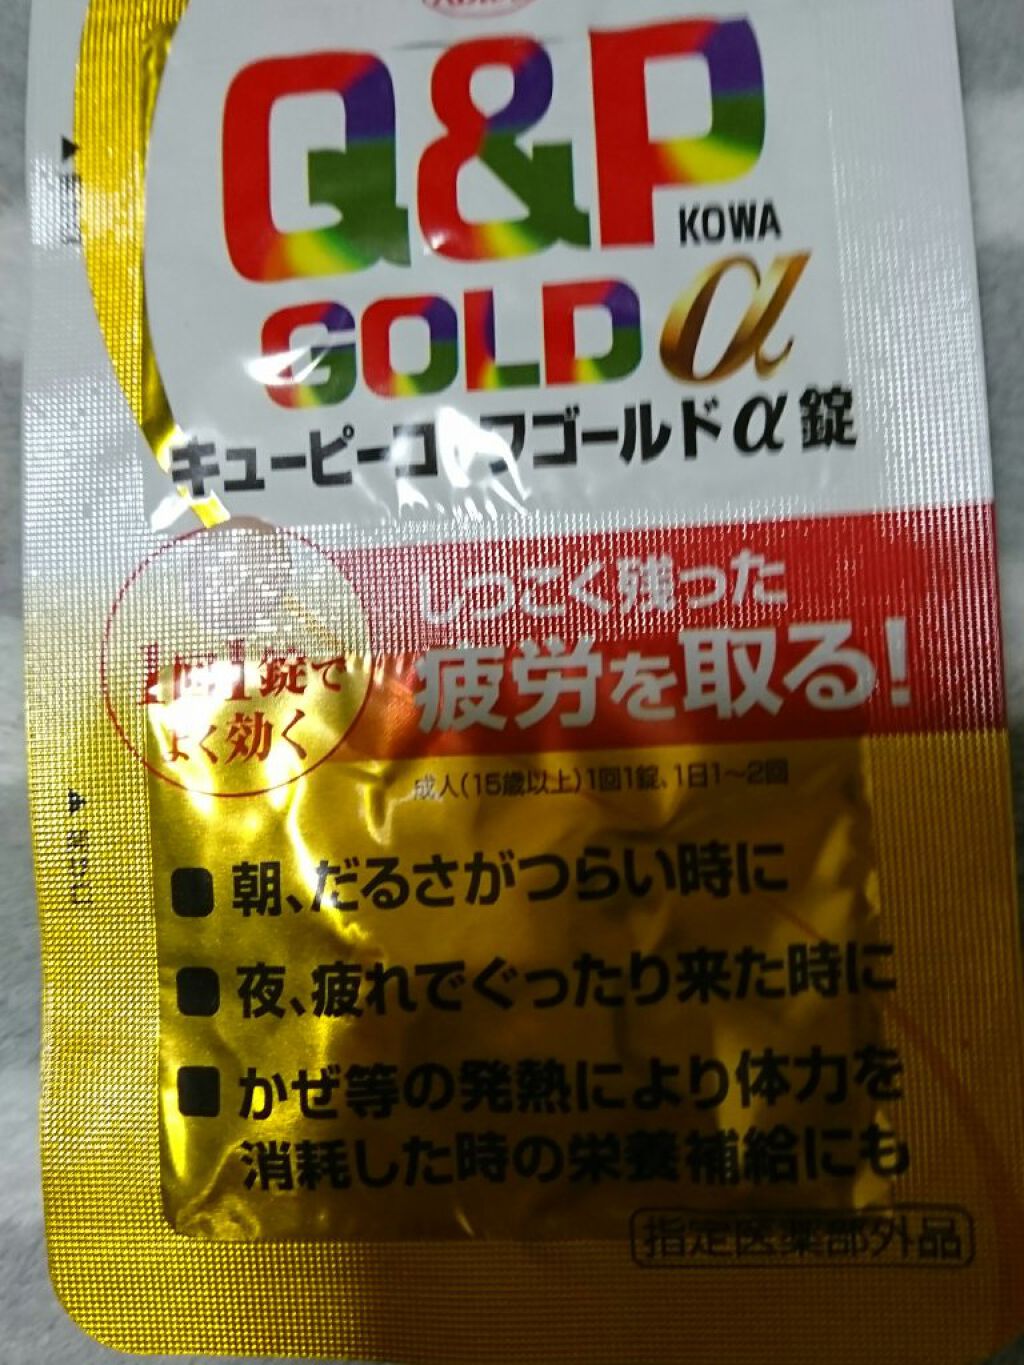 Q&P
KOWA
GOLD α
キューピーコーワゴールドα錠
しつこく残った
疲労を取る!
1回1錠で
よく効く
成人(15歳以上)1回1錠、1日1〜2回
■ 朝、だるさがつらい時に
■ 夜、疲れでぐったり来た時に
■ かぜ等の発熱により体力を
消耗した時の栄養補給にも
指定医薬部外品